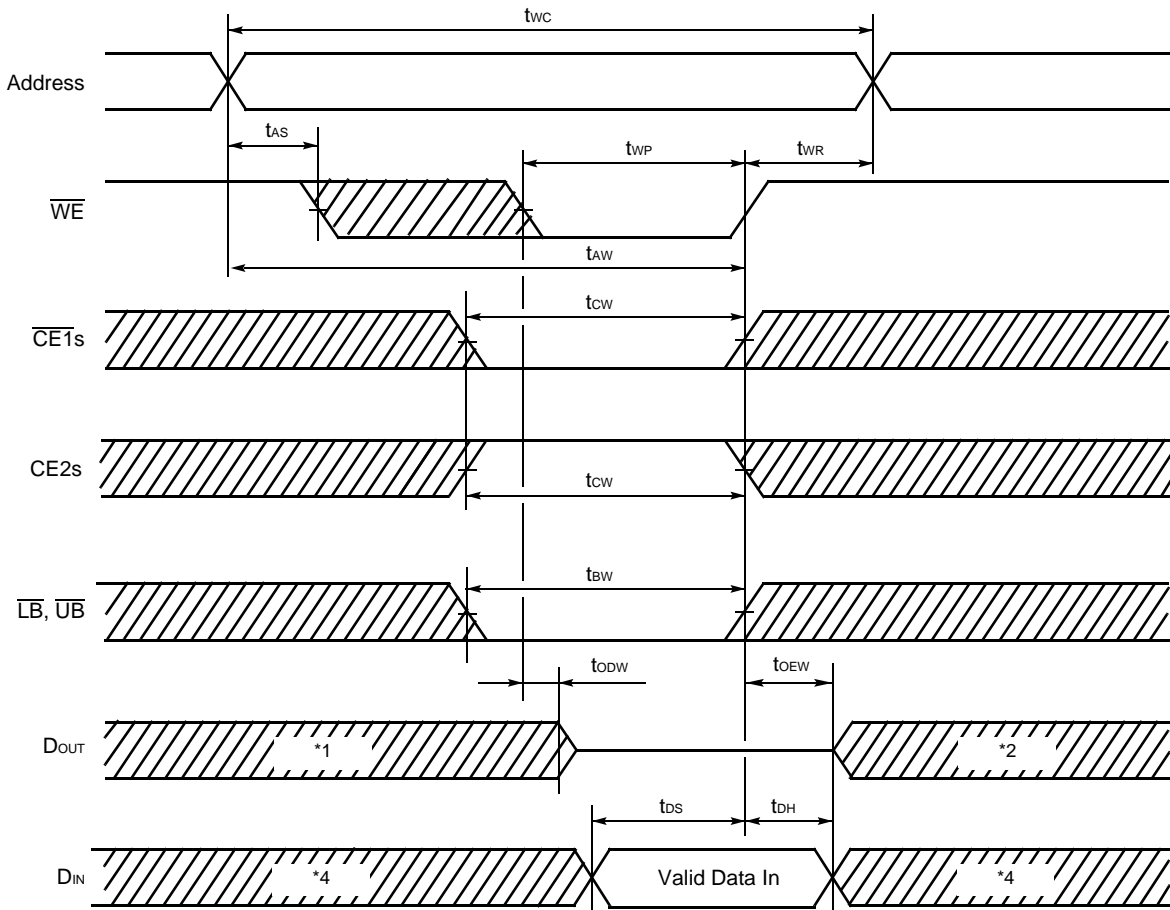 tWC
Address
tAS
tWP
tWR
WE
tAW
tCW
CE1s
CE2s
tCW
tBW
LB, UB
tODW
tOEW
DOUT
*1
*2
tDS
tDH
DIN
*4
Valid Data In
*4